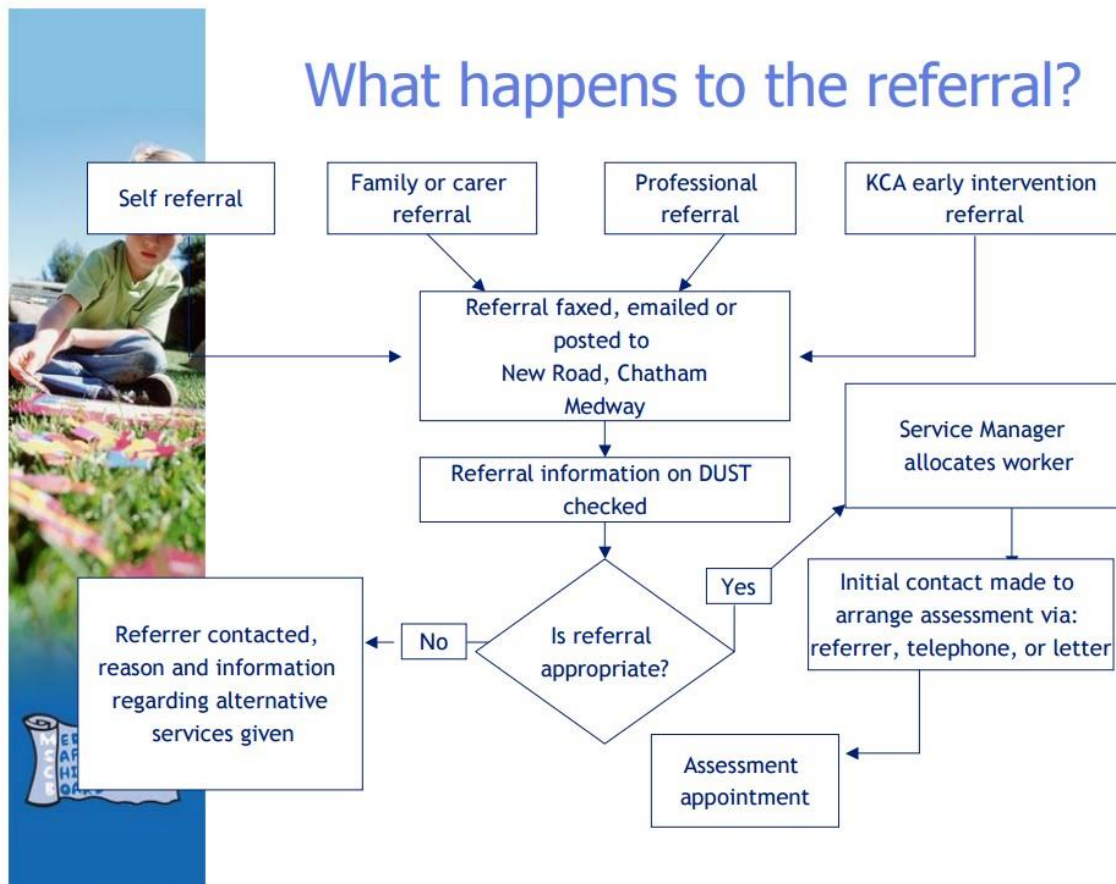 What happens to the referral?
Self referral
Family or carer
referral
Professional
referral
KCA early intervention
referral
Referral faxed, emailed or
posted to
New Road, Chatham
Medway
Service Manager
allocates worker
Referral information on DUST
checked
Yes
Initial contact made to
arrange assessment via:
referrer, telephone, or letter
No
Is referral
appropriate?
Referrer contacted,
reason and information
regarding alternative
services given
Assessment
appointment